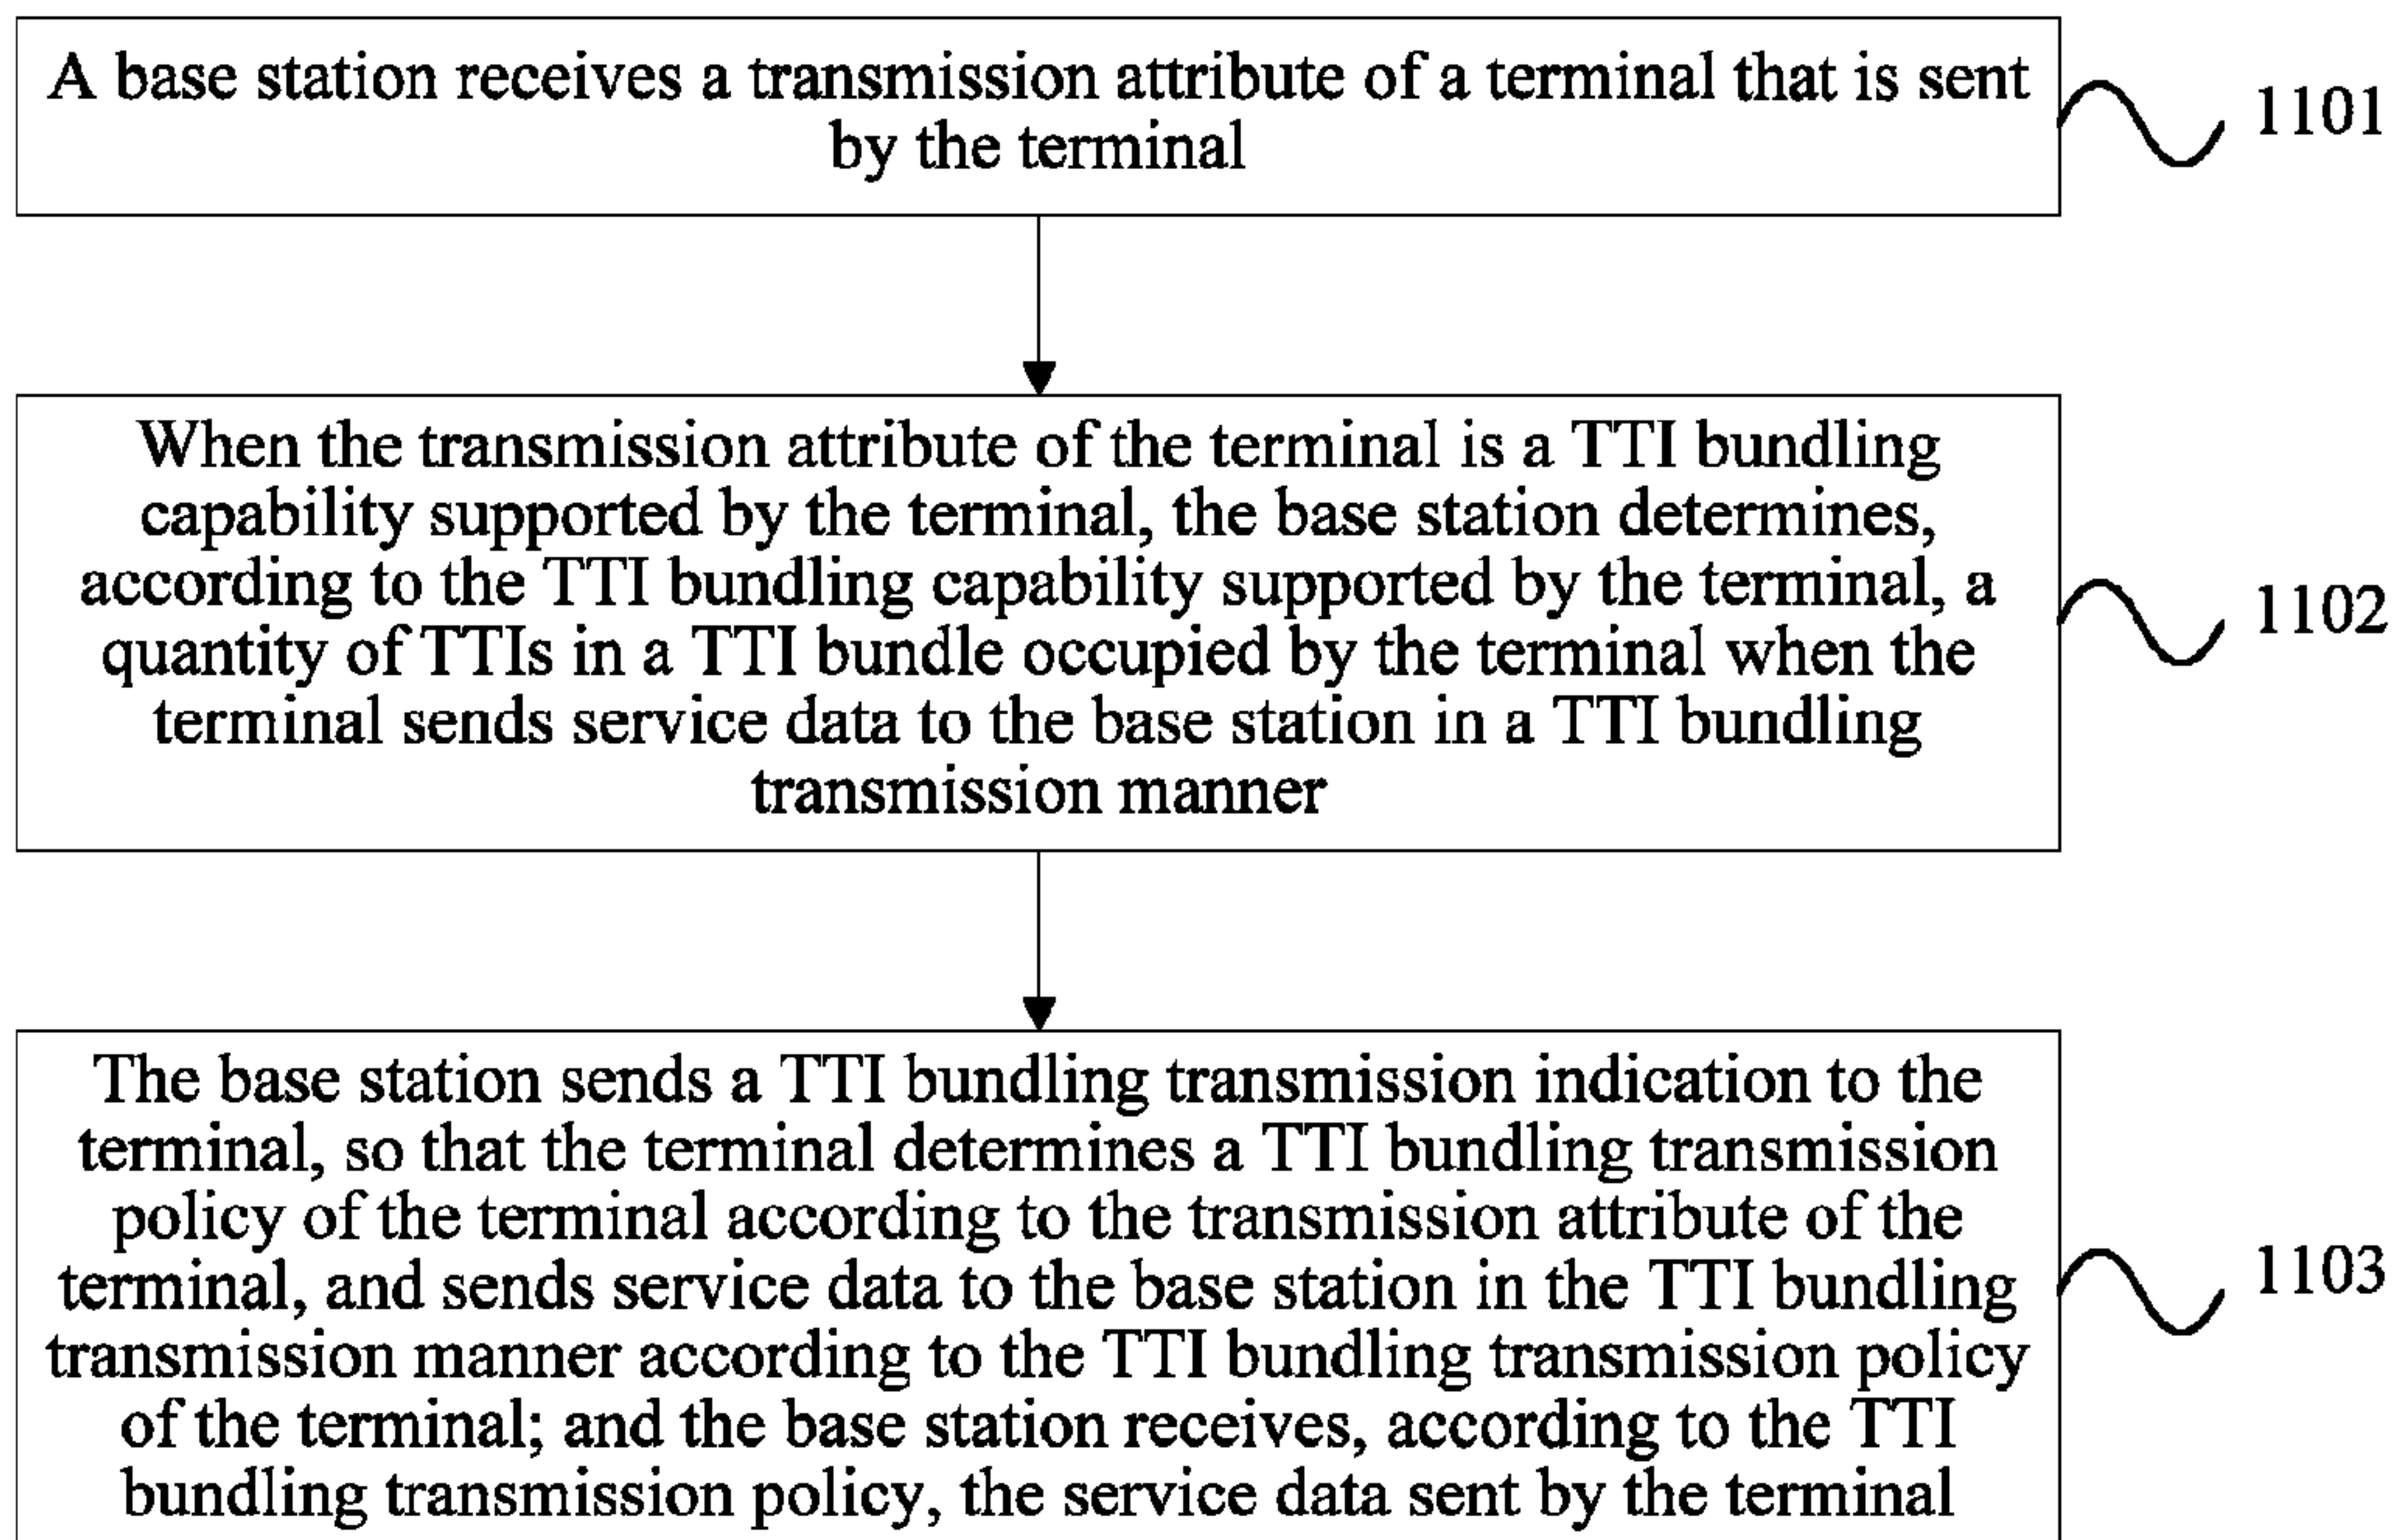 A base station receives a transmission attribute of a terminal that is sent
by the terminal
1101
When the transmission attribute of the terminal is a TTI bundling
capability supported by the terminal, the base station determines,
according to the TTI bundling capability supported by the terminal, a
quantity of TTIs in a TTI bundle occupied by the terminal when the
terminal sends service data to the base station in a TTI bundling
transmission manner
1102
The base station sends a TTI bundling transmission indication to the
terminal, so that the terminal determines a TTI bundling transmission
policy of the terminal according to the transmission attribute of the
terminal, and sends service data to the base station in the TTI bundling
transmission manner according to the TTI bundling transmission policy
of the terminal; and the base station receives, according to the TTI
bundling transmission policy, the service data sent by the terminal
1103